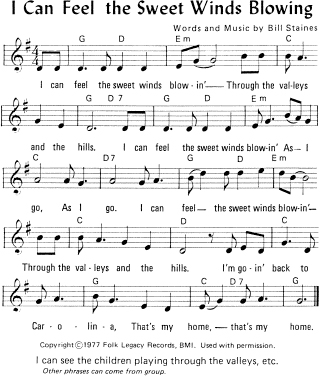 I Can Feel the Sweet Winds Blowing
Words and Music by Bill Staines
G D Em C
I can feel the sweet winds blow-in'— Through the val-leys
G D7 G D Em
and the hills. I can feel the sweet winds blow-in' As— I
C D7 G D Em
go, As I go. I can feel— the sweet winds blow-in'—
C G D C
Through the val-leys and the hills. I'm go-in' back to
G C D7 G C G
Car - o - lin - a, That's my home,— that's my home.
Copyright ©1977 Folk Legacy Records, BMI. Used with permission.
I can see the children playing through the valleys, etc.
Other phrases can come from group.